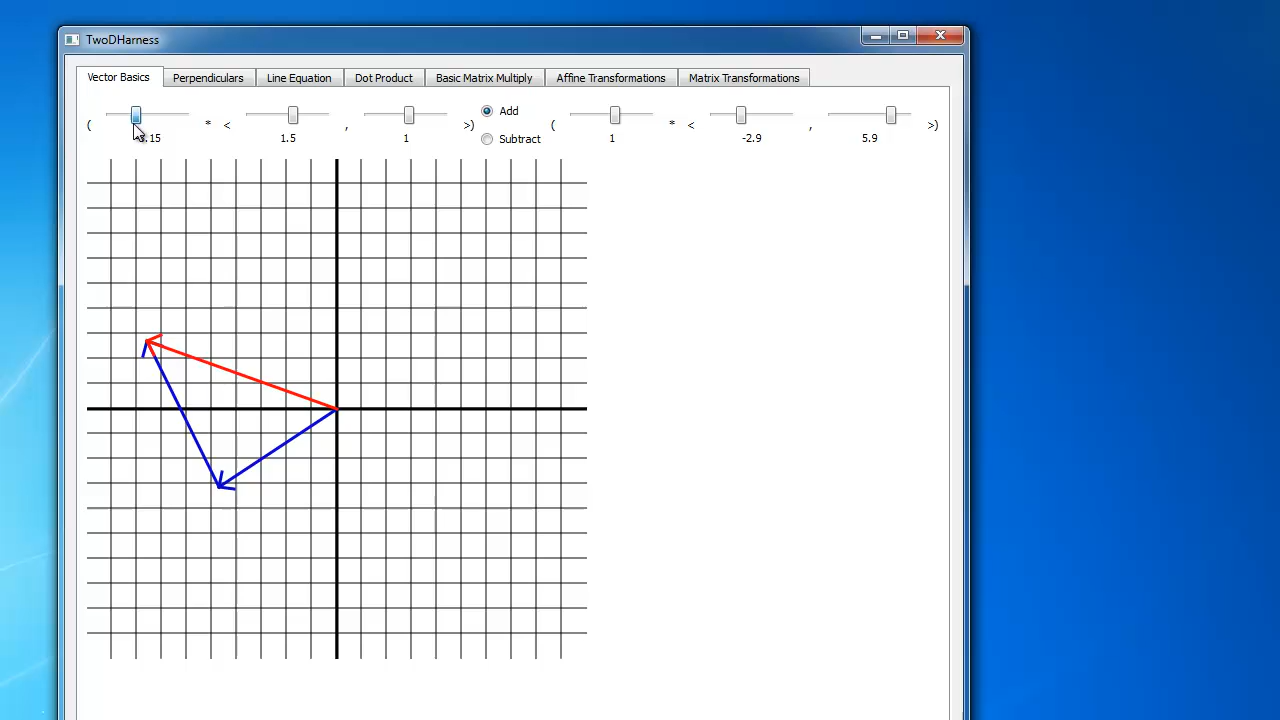 TwoDHarness
Vector Basics Perpendiculars Line Equation Dot Product Basic Matrix Multiply Affine Transformations Matrix Transformations
( * < , >) Add ( * < , >)
.15 1.5 1 Subtract 1 -2.9 5.9